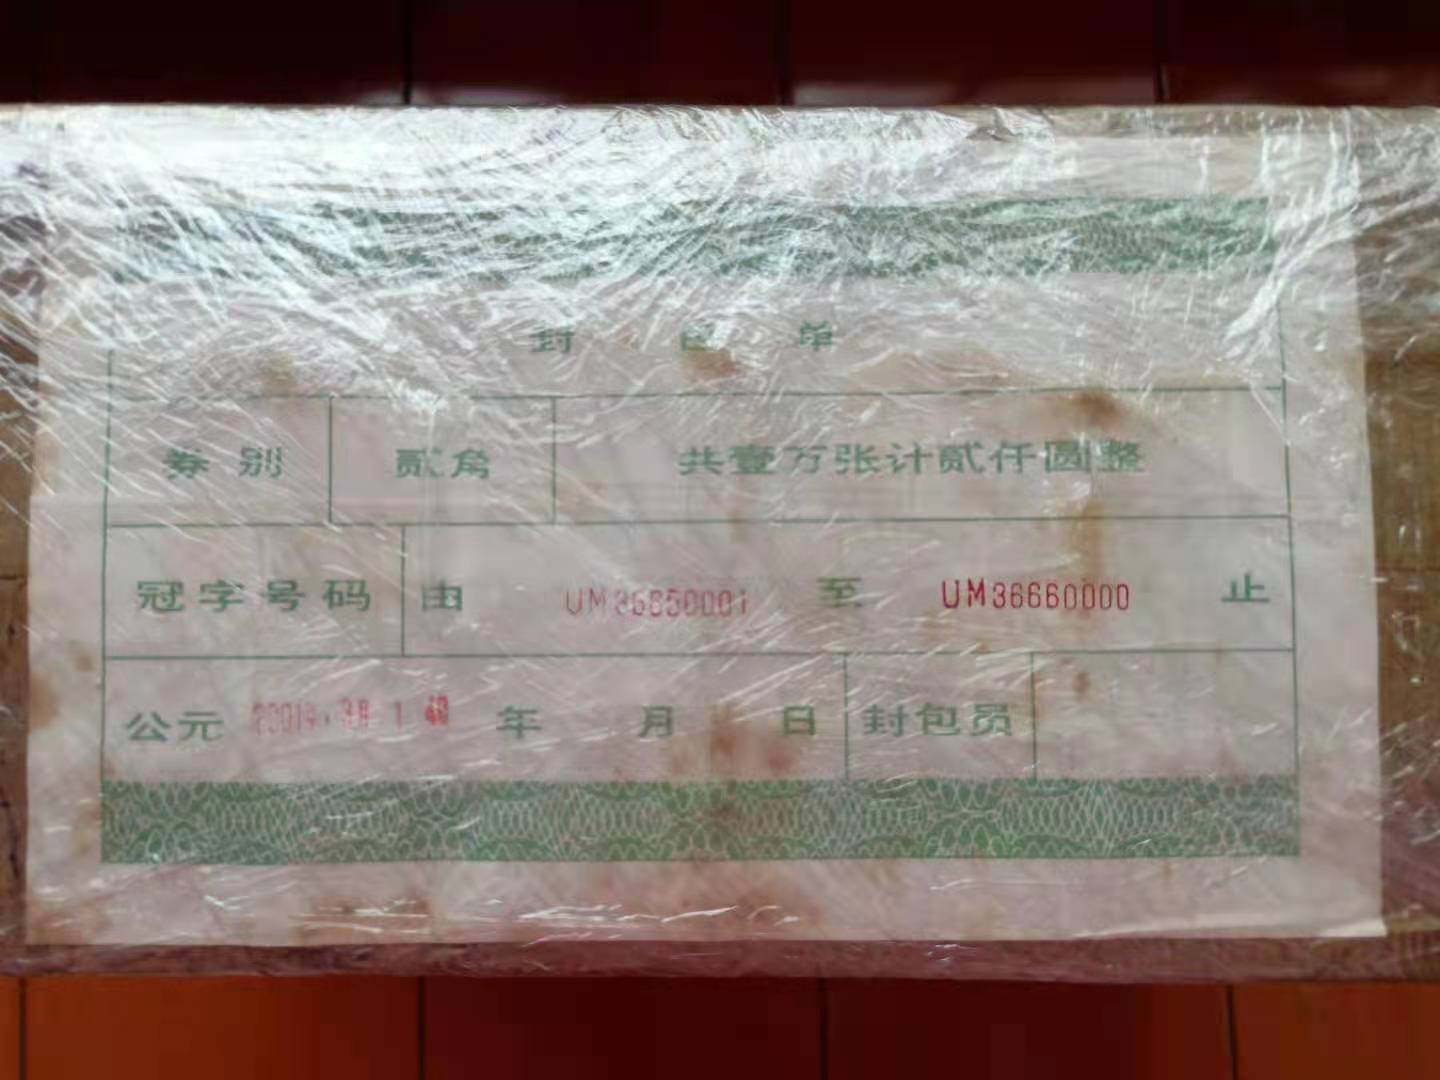 封包单
券别 贰角 共壹万张计贰仟圆整
冠字号码 由 UM36650001 至 UM36660000 止
公元 年 月 日 封包员